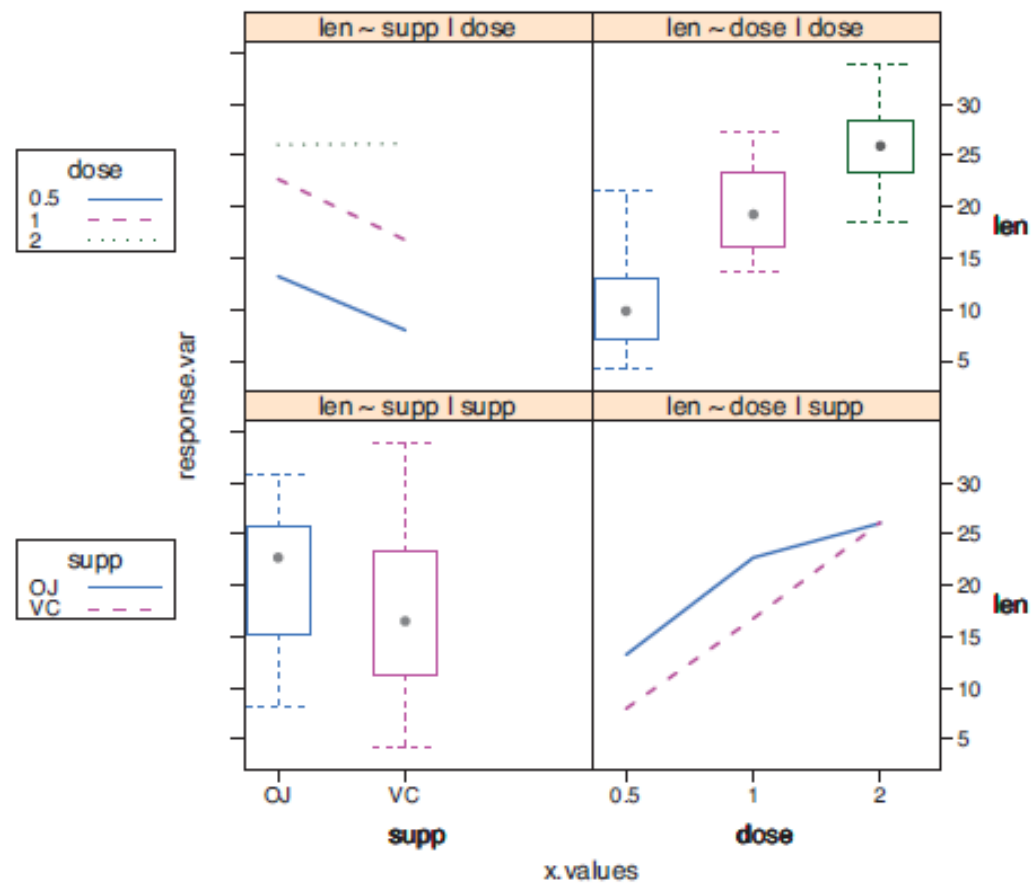 len ~ supp | dose
len ~ dose | dose
dose
0.5
1
2
30
25
20
15
10
5
len
response.var
len ~ supp | supp
len ~ dose | supp
supp
OJ
VC
30
25
20
15
10
5
len
OJ VC
0.5 1 2
supp
dose
x.values